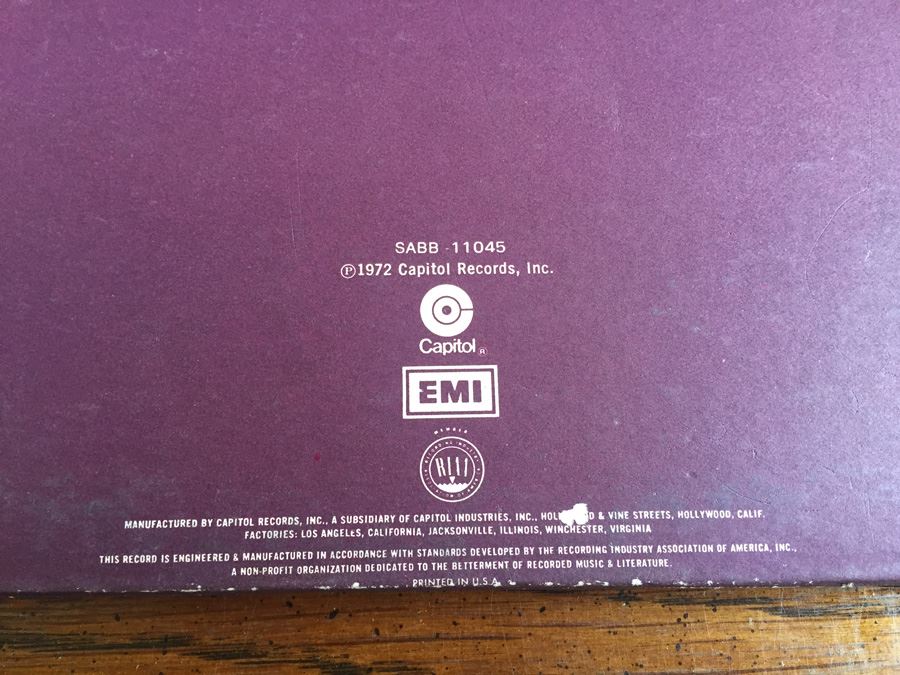 SABB-11045
Ⓟ1972 Capitol Records, Inc.
Capitol®
EMI
MEMBER
MANUFACTURED BY CAPITOL RECORDS, INC., A SUBSIDIARY OF CAPITOL INDUSTRIES, INC., & VINE STREETS, HOLLYWOOD, CALIF.
FACTORIES: LOS ANGELES, CALIFORNIA, JACKSONVILLE, ILLINOIS, WINCHESTER, VIRGINIA
THIS RECORD IS ENGINEERED & MANUFACTURED IN ACCORDANCE WITH STANDARDS DEVELOPED BY THE RECORDING INDUSTRY ASSOCIATION OF AMERICA, INC.,
A NON-PROFIT ORGANIZATION DEDICATED TO THE BETTERMENT OF RECORDED MUSIC & LITERATURE.
PRINTED IN U.S.A.